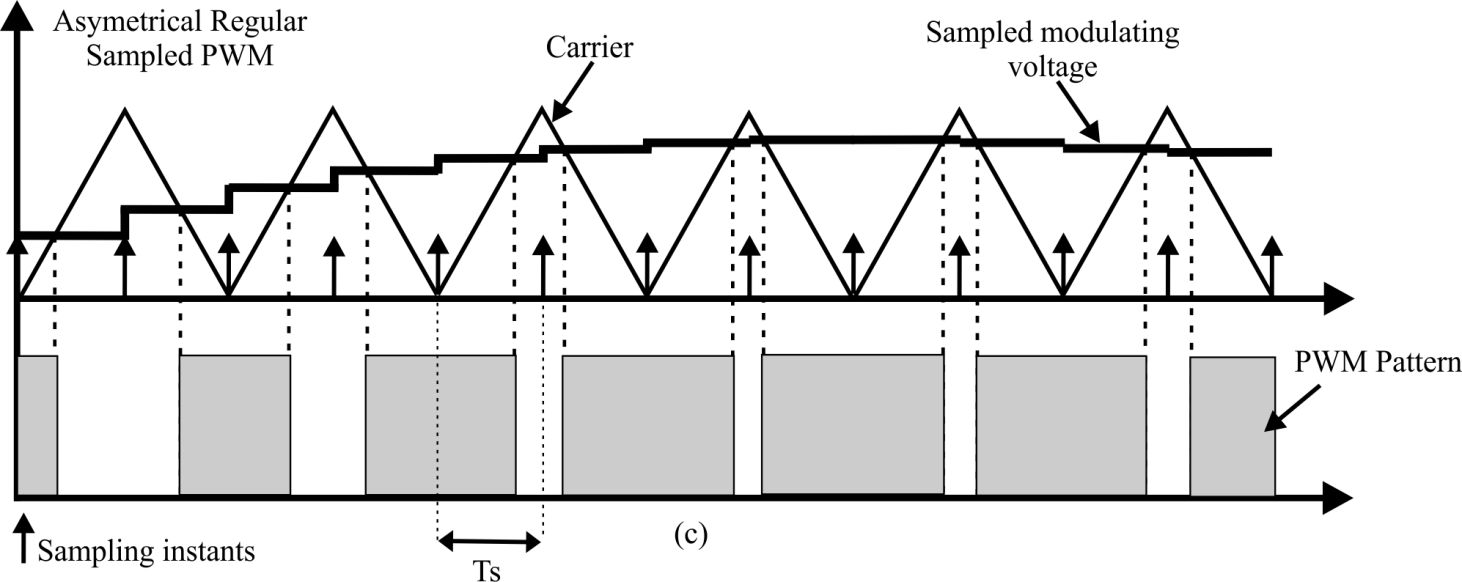 Asymetrical Regular
Sampled PWM
Carrier
Sampled modulating
voltage
PWM Pattern
Sampling instants
Ts
(c)